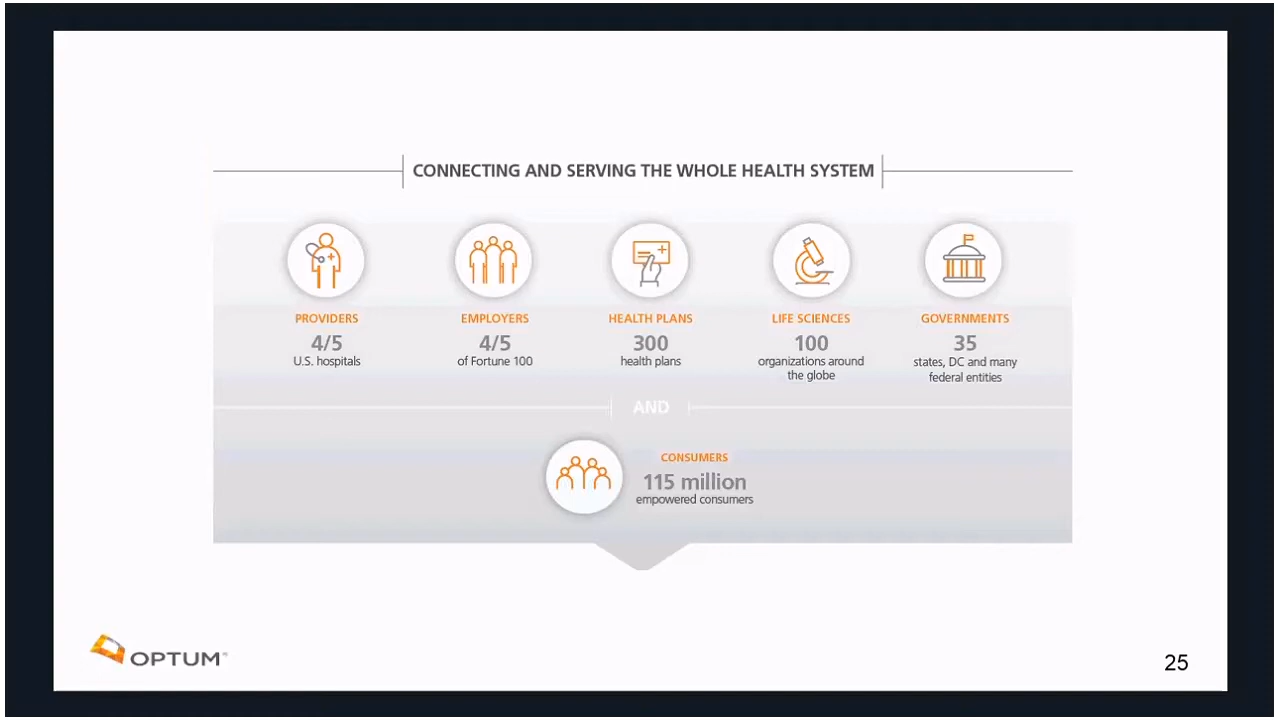 CONNECTING AND SERVING THE WHOLE HEALTH SYSTEM
PROVIDERS
4/5
U.S. hospitals
EMPLOYERS
4/5
of Fortune 100
HEALTH PLANS
300
health plans
LIFE SCIENCES
100
organizations around
the globe
GOVERNMENTS
35
states, DC and many
federal entities
AND
CONSUMERS
115 million
empowered consumers
OPTUM
25